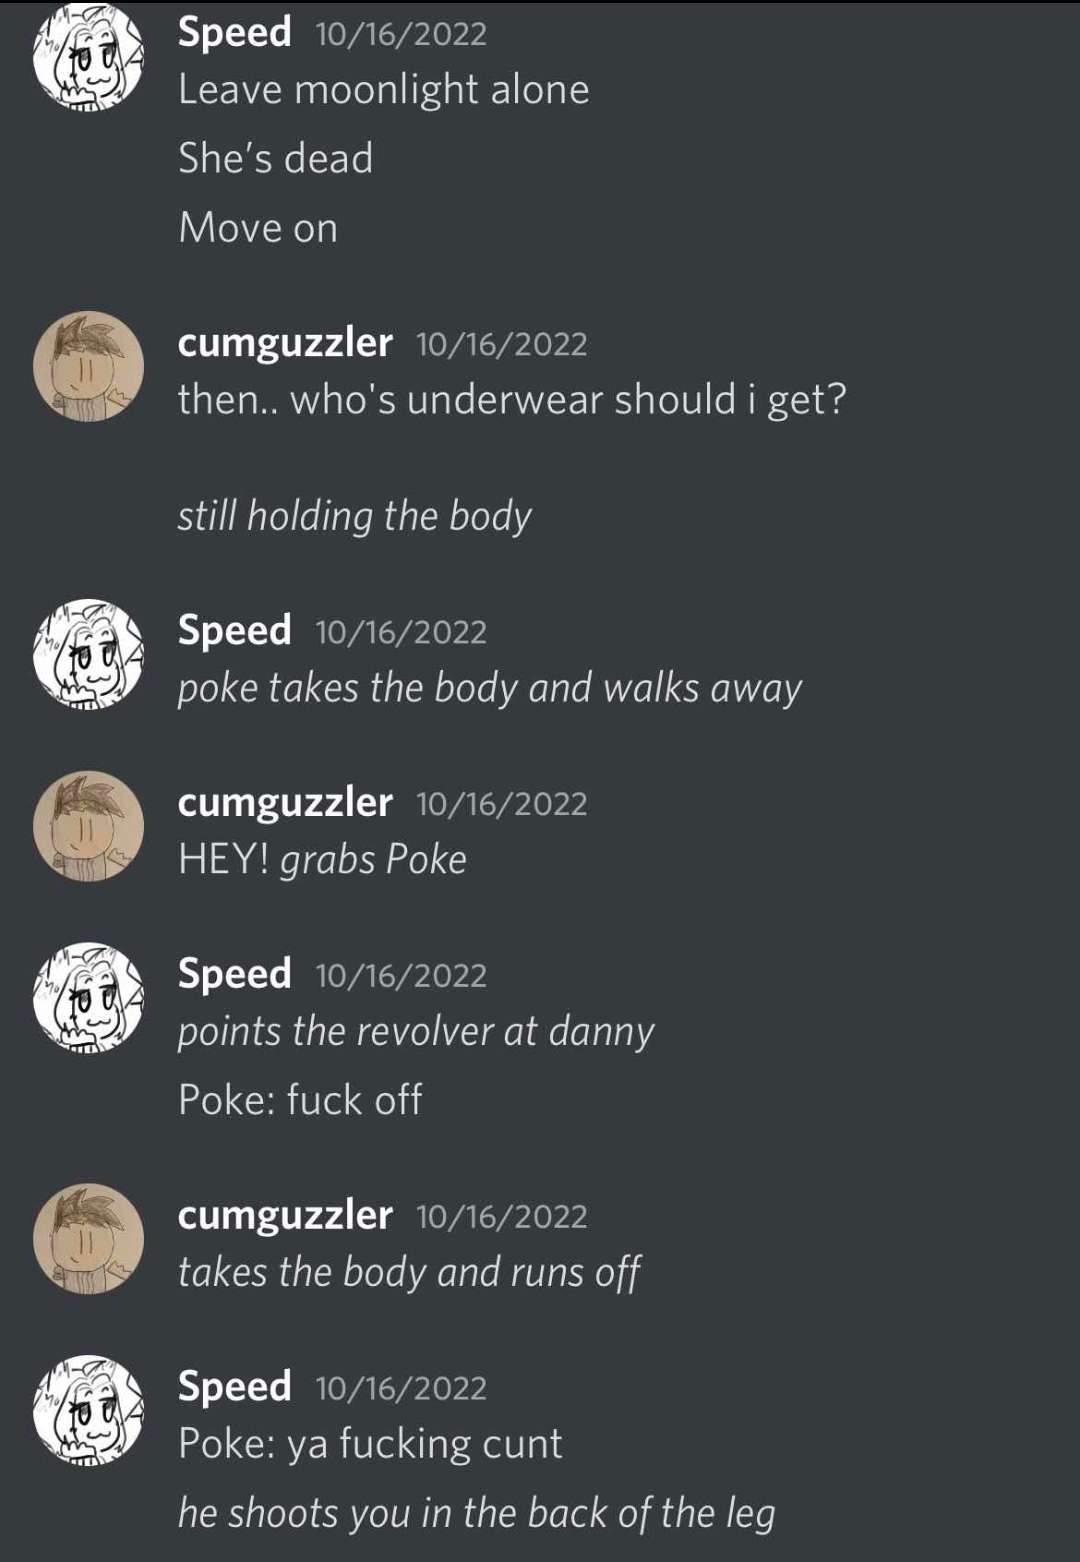 Speed 10/16/2022
Leave moonlight alone
She's dead
Move on
cumguzzler 10/16/2022
then.. who's underwear should i get?
still holding the body
Speed 10/16/2022
poke takes the body and walks away
cumguzzler 10/16/2022
HEY! grabs Poke
Speed 10/16/2022
points the revolver at danny
Poke: fuck off
cumguzzler 10/16/2022
takes the body and runs off
Speed 10/16/2022
Poke: ya fucking cunt
he shoots you in the back of the leg